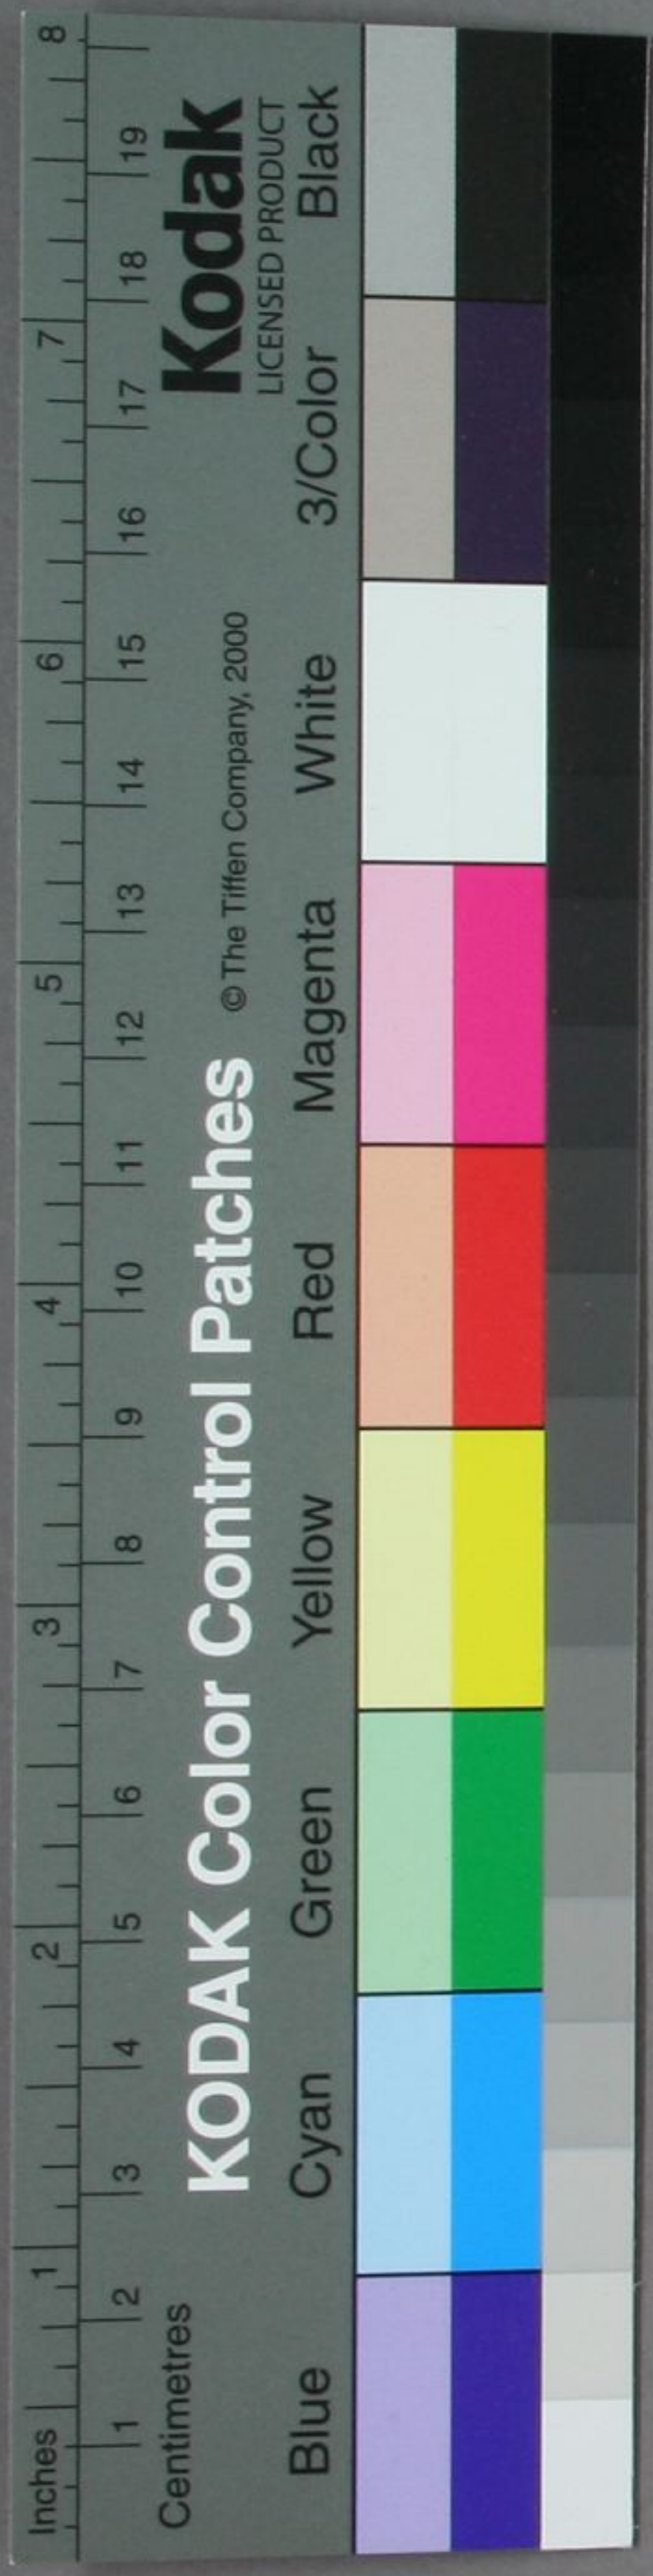 Inches 1 2 3 4 5 6 7 8
1 2 3 4 5 6 7 8 9 10 11 12 13 14 15 16 17 18 19
Centimetres
KODAK Color Control Patches © The Tiffen Company, 2000 Kodak
LICENSED PRODUCT
Blue Cyan Green Yellow Red Magenta White 3/Color Black